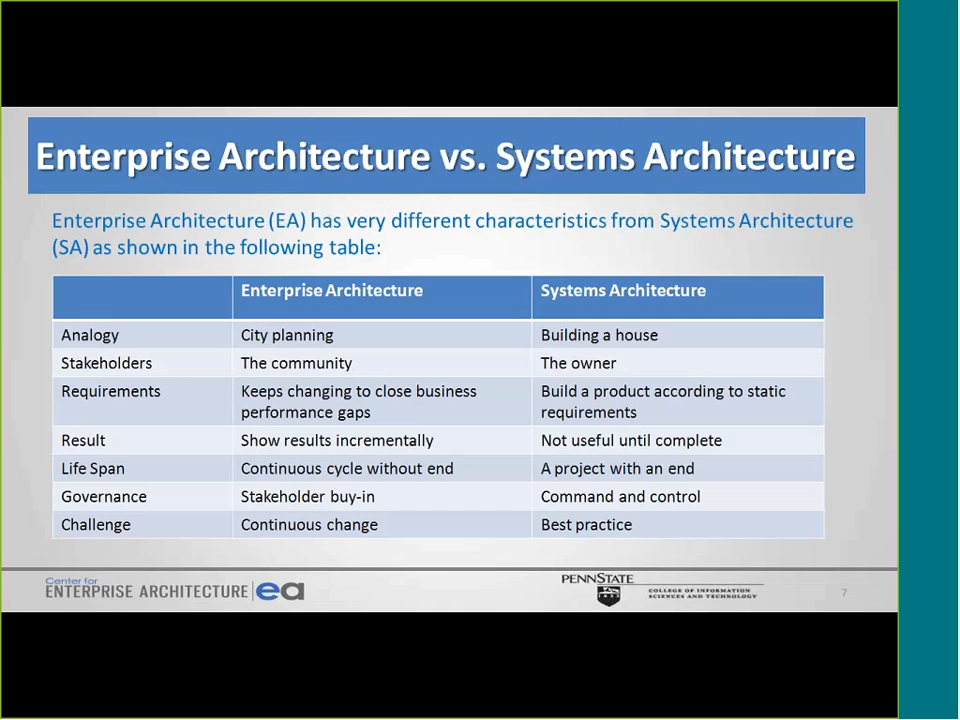 Enterprise Architecture vs. Systems Architecture
Enterprise Architecture (EA) has very different characteristics from Systems Architecture
(SA) as shown in the following table:
Enterprise Architecture Systems Architecture
Analogy City planning Building a house
Stakeholders The community The owner
Requirements Keeps changing to close business Build a product according to static
performance gaps requirements
Result Show results incrementally Not useful until complete
Life Span Continuous cycle without end A project with an end
Governance Stakeholder buy-in Command and control
Challenge Continuous change Best practice
Center for
ENTERPRISE ARCHITECTURE ea
PENNSTATE
COLLEGE OF INFORMATION
SCIENCES AND TECHNOLOGY
7